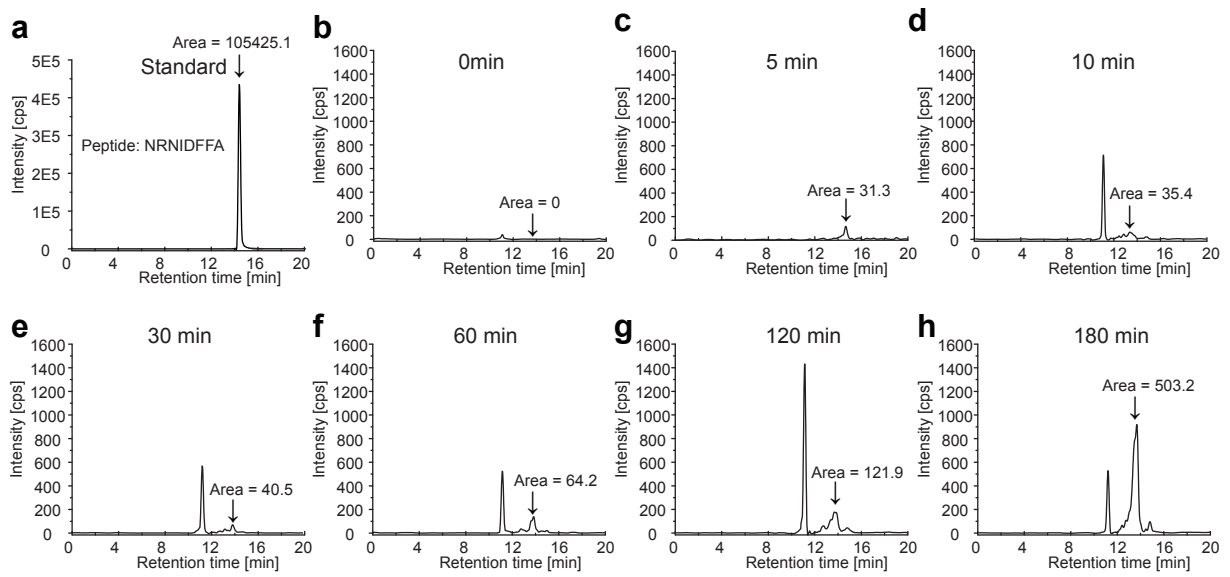 a
Area = 105425.1
Standard
Peptide: NRNIDFFA
Intensity [cps]
5E5
4E5
3E5
2E5
1E5
0
0 4 8 12 16 20
Retention time [min]
b
0min
Area = 0
Intensity [cps]
1600
1400
1200
1000
800
600
400
200
0
0 4 8 12 16 20
Retention time [min]
c
5 min
Area = 31.3
Intensity [cps]
1600
1400
1200
1000
800
600
400
200
0
0 4 8 12 16 20
Retention time [min]
d
10 min
Area = 35.4
Intensity [cps]
1600
1400
1200
1000
800
600
400
200
0
0 4 8 12 16 20
Retention time [min]
e
30 min
Area = 40.5
Intensity [cps]
1600
1400
1200
1000
800
600
400
200
0
0 4 8 12 16 20
Retention time [min]
f
60 min
Area = 64.2
Intensity [cps]
1600
1400
1200
1000
800
600
400
200
0
0 4 8 12 16 20
Retention time [min]
g
120 min
Area = 121.9
Intensity [cps]
1600
1400
1200
1000
800
600
400
200
0
0 4 8 12 16 20
Retention time [min]
h
180 min
Area = 503.2
Intensity [cps]
1600
1400
1200
1000
800
600
400
200
0
0 4 8 12 16 20
Retention time [min]